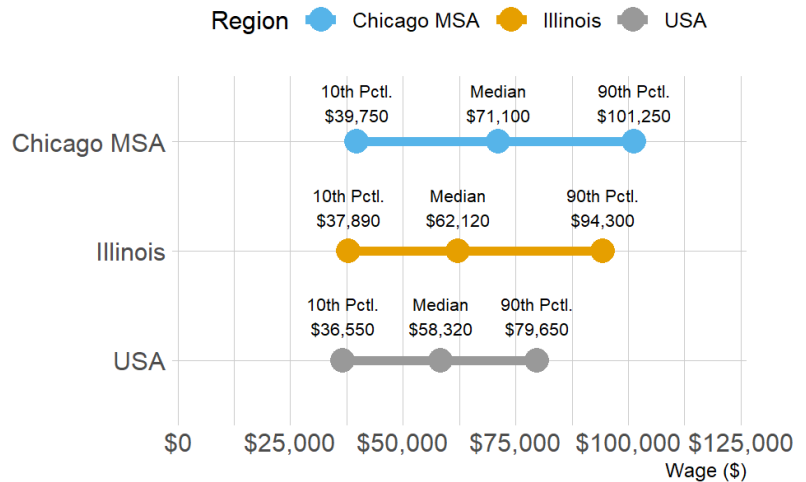 Region Chicago MSA Illinois USA
10th Pctl. Median 90th Pctl.
$39,750 $71,100 $101,250
Chicago MSA
10th Pctl. Median 90th Pctl.
$37,890 $62,120 $94,300
Illinois
10th Pctl. Median 90th Pctl.
$36,550 $58,320 $79,650
USA
$0 $25,000 $50,000 $75,000 $100,000 $125,000
Wage ($)